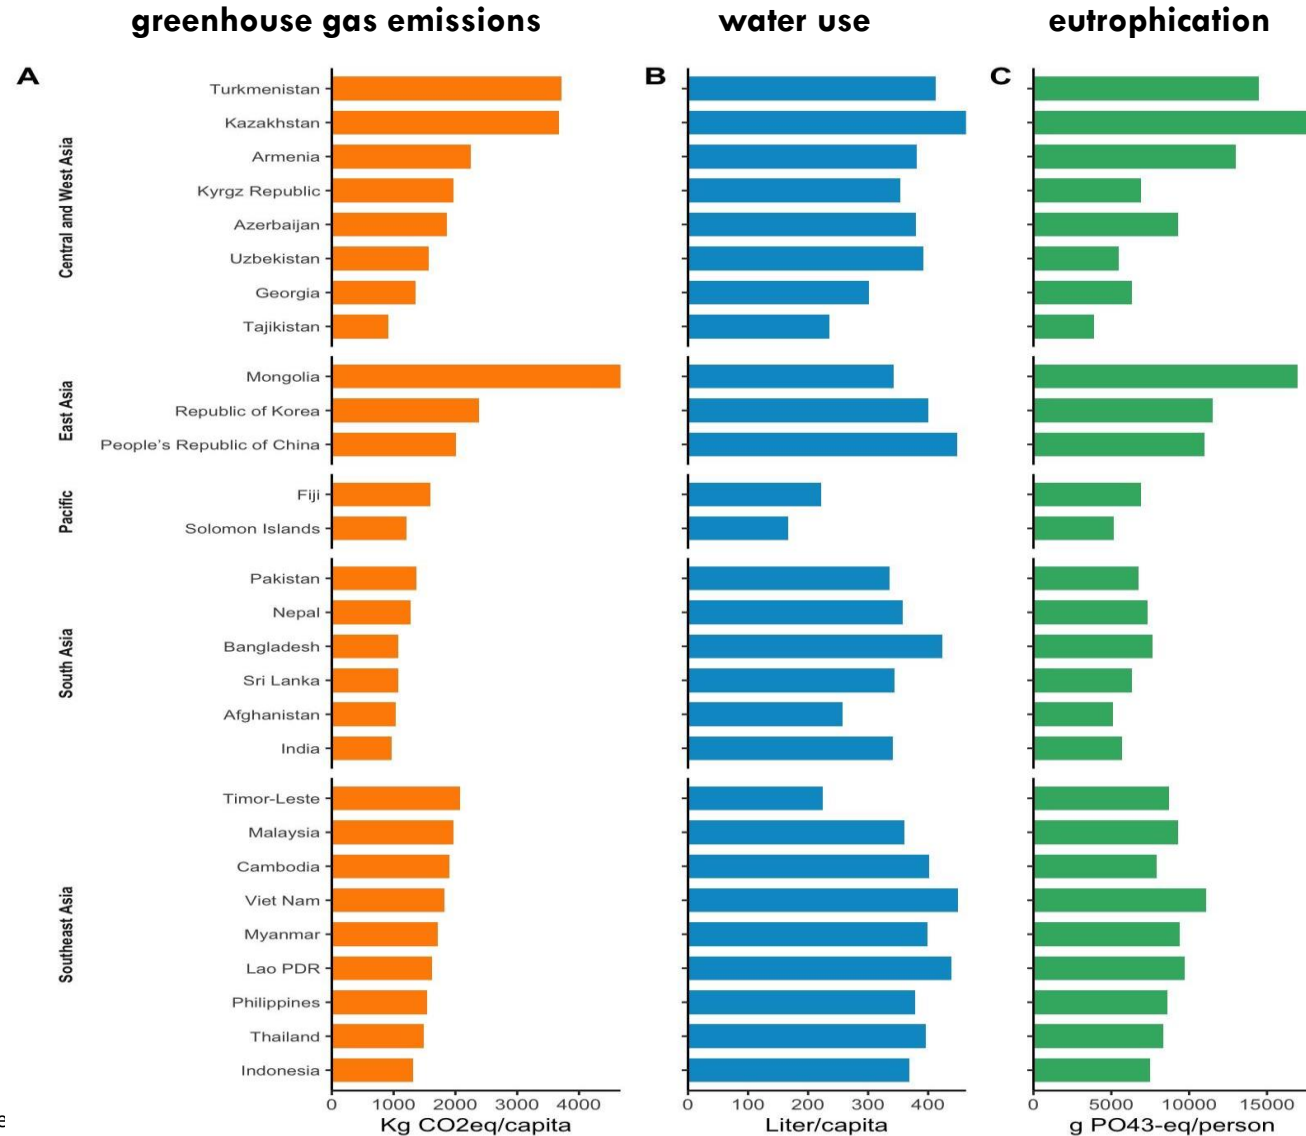 greenhouse gas emissions
water use
eutrophication
A
B
C
Central and West Asia
Turkmenistan
Kazakhstan
Armenia
Kyrgz Republic
Azerbaijan
Uzbekistan
Georgia
Tajikistan
East Asia
Mongolia
Republic of Korea
People's Republic of China
Pacific
Fiji
Solomon Islands
South Asia
Pakistan
Nepal
Bangladesh
Sri Lanka
Afghanistan
India
Southeast Asia
Timor-Leste
Malaysia
Cambodia
Viet Nam
Myanmar
Lao PDR
Philippines
Thailand
Indonesia
0 1000 2000 3000 4000
Kg CO2eq/capita
0 100 200 300 400
Liter/capita
0 5000 10000 15000
g PO43-eq/person